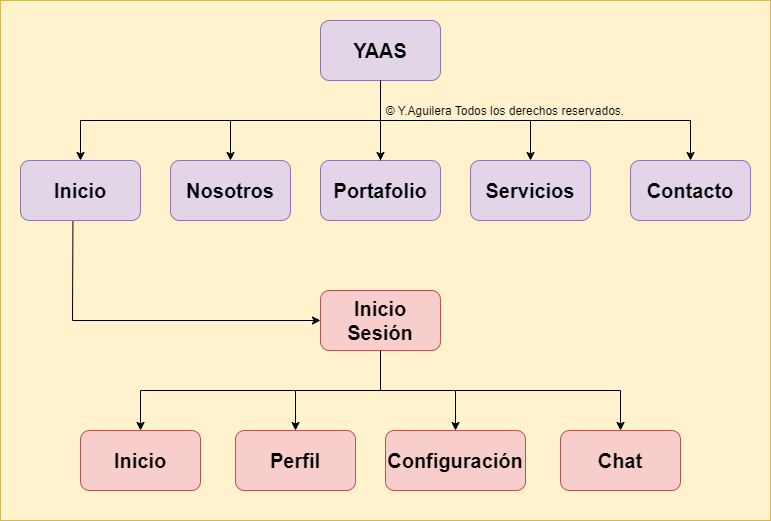 YAAS
© Y.Aguilera Todos los derechos reservados.
Inicio
Nosotros
Portafolio
Servicios
Contacto
Inicio
Sesión
Inicio
Perfil
Configuración
Chat